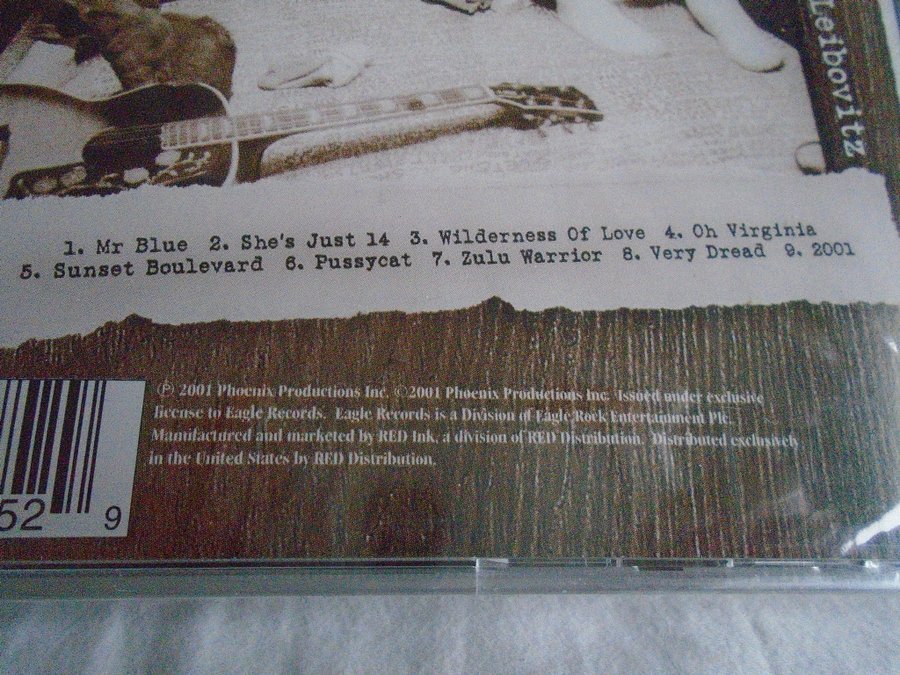 Leibovitz
1. Mr Blue 2. She's Just 14 3. Wilderness Of Love 4. Oh Virginia
5. Sunset Boulevard 6. Pussycat 7. Zulu Warrior 8. Very Dread 9. 2001
℗ 2001 Phoenix Productions Inc. ©2001 Phoenix Productions Inc. Issued under exclusive
license to Eagle Records. Eagle Records is a Division of Eagle Rock Entertainment Plc.
Manufactured and marketed by RED Ink, a division of RED Distribution. Distributed exclusively
in the United States by RED Distribution.
52 9